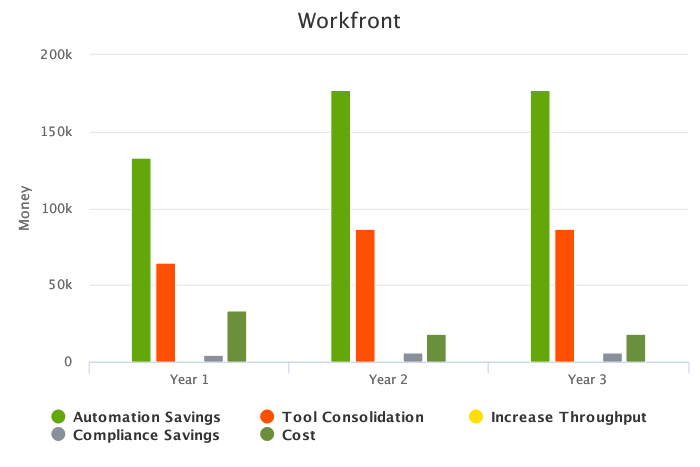 Workfront
200k
150k
100k
50k
0
Money
Year 1
Year 2
Year 3
Automation Savings
Tool Consolidation
Increase Throughput
Compliance Savings
Cost